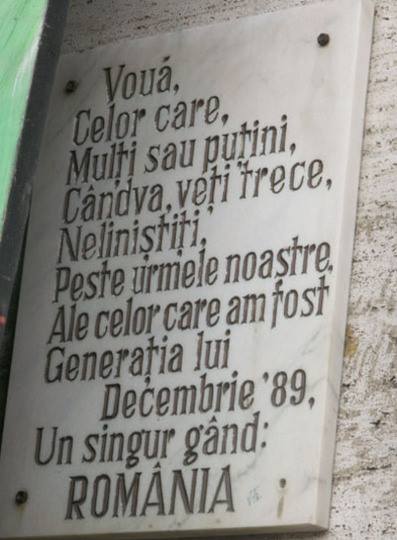 Vouă,
Celor care,
Mulți sau puțini,
Cândva, veți trece,
Neliniștiți,
Peste urmele noastre,
Ale celor care am fost
Generația lui
Decembrie '89,
Un singur gând:
ROMÂNIA